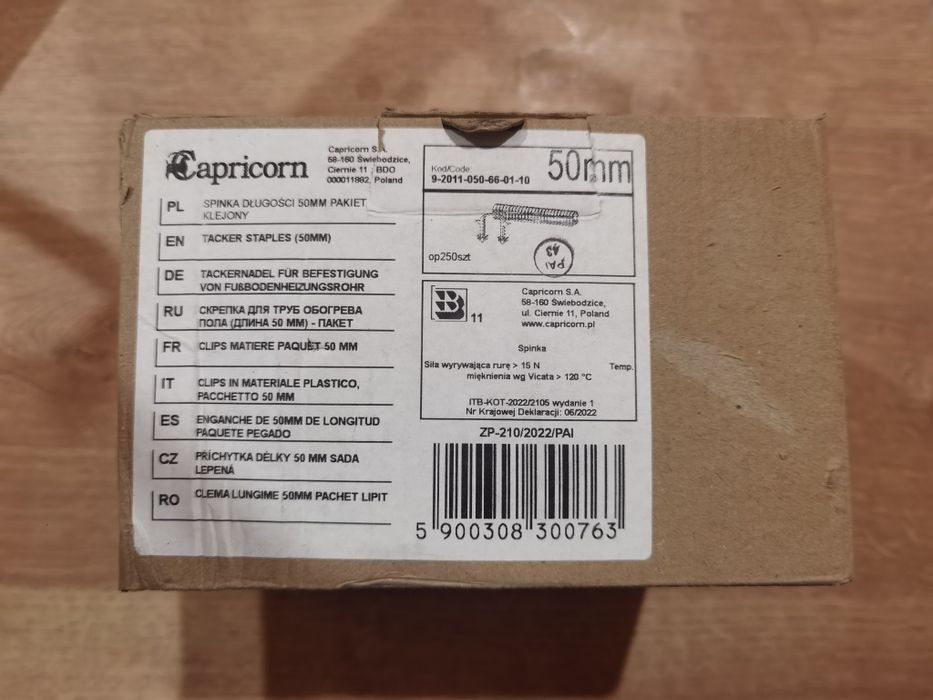 Capricorn
Capricorn S.A.
58-160 Świebodzice,
Ciernie 11 ; BDO
000011882, Poland
PL SPINKA DŁUGOŚCI 50MM PAKIET
KLEJONY
EN TACKER STAPLES (50MM)
DE TACKERNADEL FÜR BEFESTIGUNG
VON FUßBODENHEIZUNGSROHR
RU СКРЕПКА ДЛЯ ТРУБ ОБОГРЕВА
ПОЛА (ДЛИНА 50 ММ) - ПАКЕТ
FR CLIPS MATIERE PAQUET 50 MM
IT CLIPS IN MATERIALE PLASTICO,
PACCHETTO 50 MM
ES ENGANCHE DE 50MM DE LONGITUD
PAQUETE PEGADO
CZ PŘICHYTKA DÉLKY 50 MM SADA
LEPENÁ
RO CLEMA LUNGIME 50MM PACHET LIPIT
Kod/Code
9-2011-050-66-01-10
50mm
op250szt
PAI
43
B 11
Capricorn S.A.
58-160 Świebodzice,
ul. Ciernie 11, Poland
www.capricorn.pl
Spinka
Siła wyrywająca rurę > 15 N Temp.
mięknienia wg Vicata > 120 °C
ITB-KOT-2022/2105 wydanie 1
Nr Krajowej Deklaracji: 06/2022
ZP-210/2022/PAI
5 900308 300763